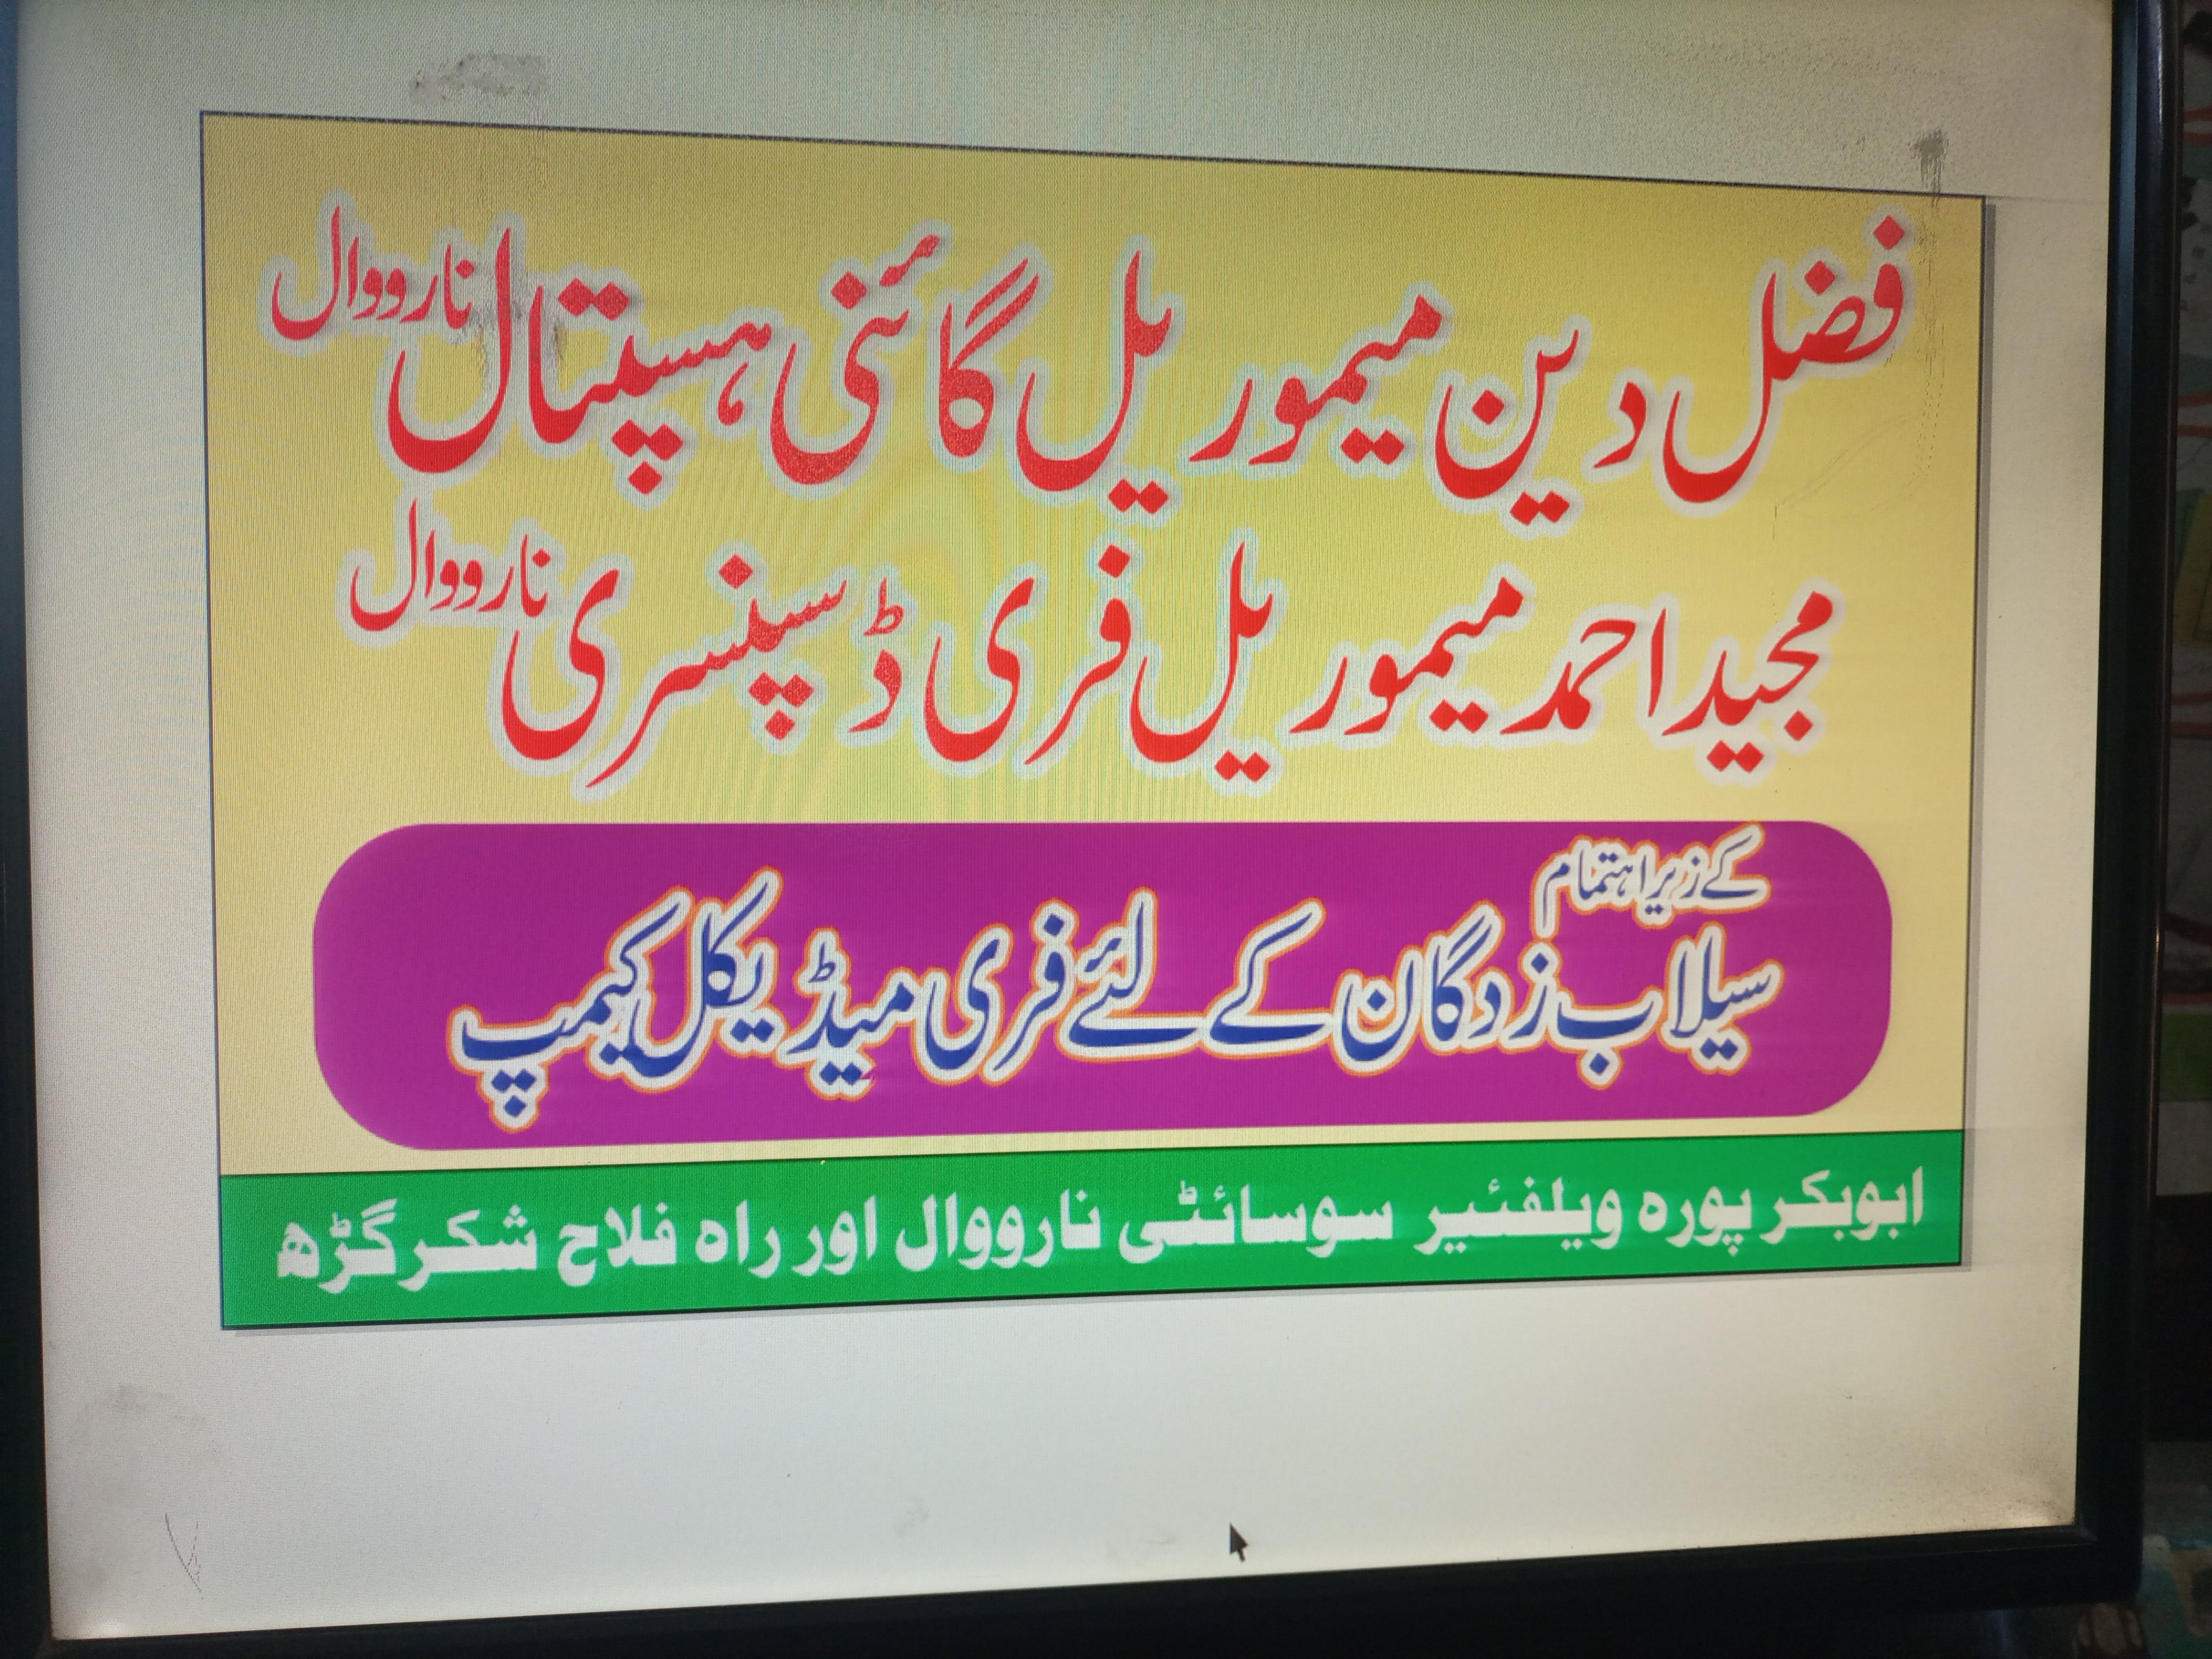 فضل دین میموریل گائنی ہسپتال نارووال
مجید احمد میموریل فری ڈسپنسری نارووال
کے زیر اہتمام
سیلاب زدگان کے لئے فری میڈیکل کیمپ
ابوبکر پورہ ویلفئیر سوسائٹی نارووال اور راہ فلاح شکرگڑھ